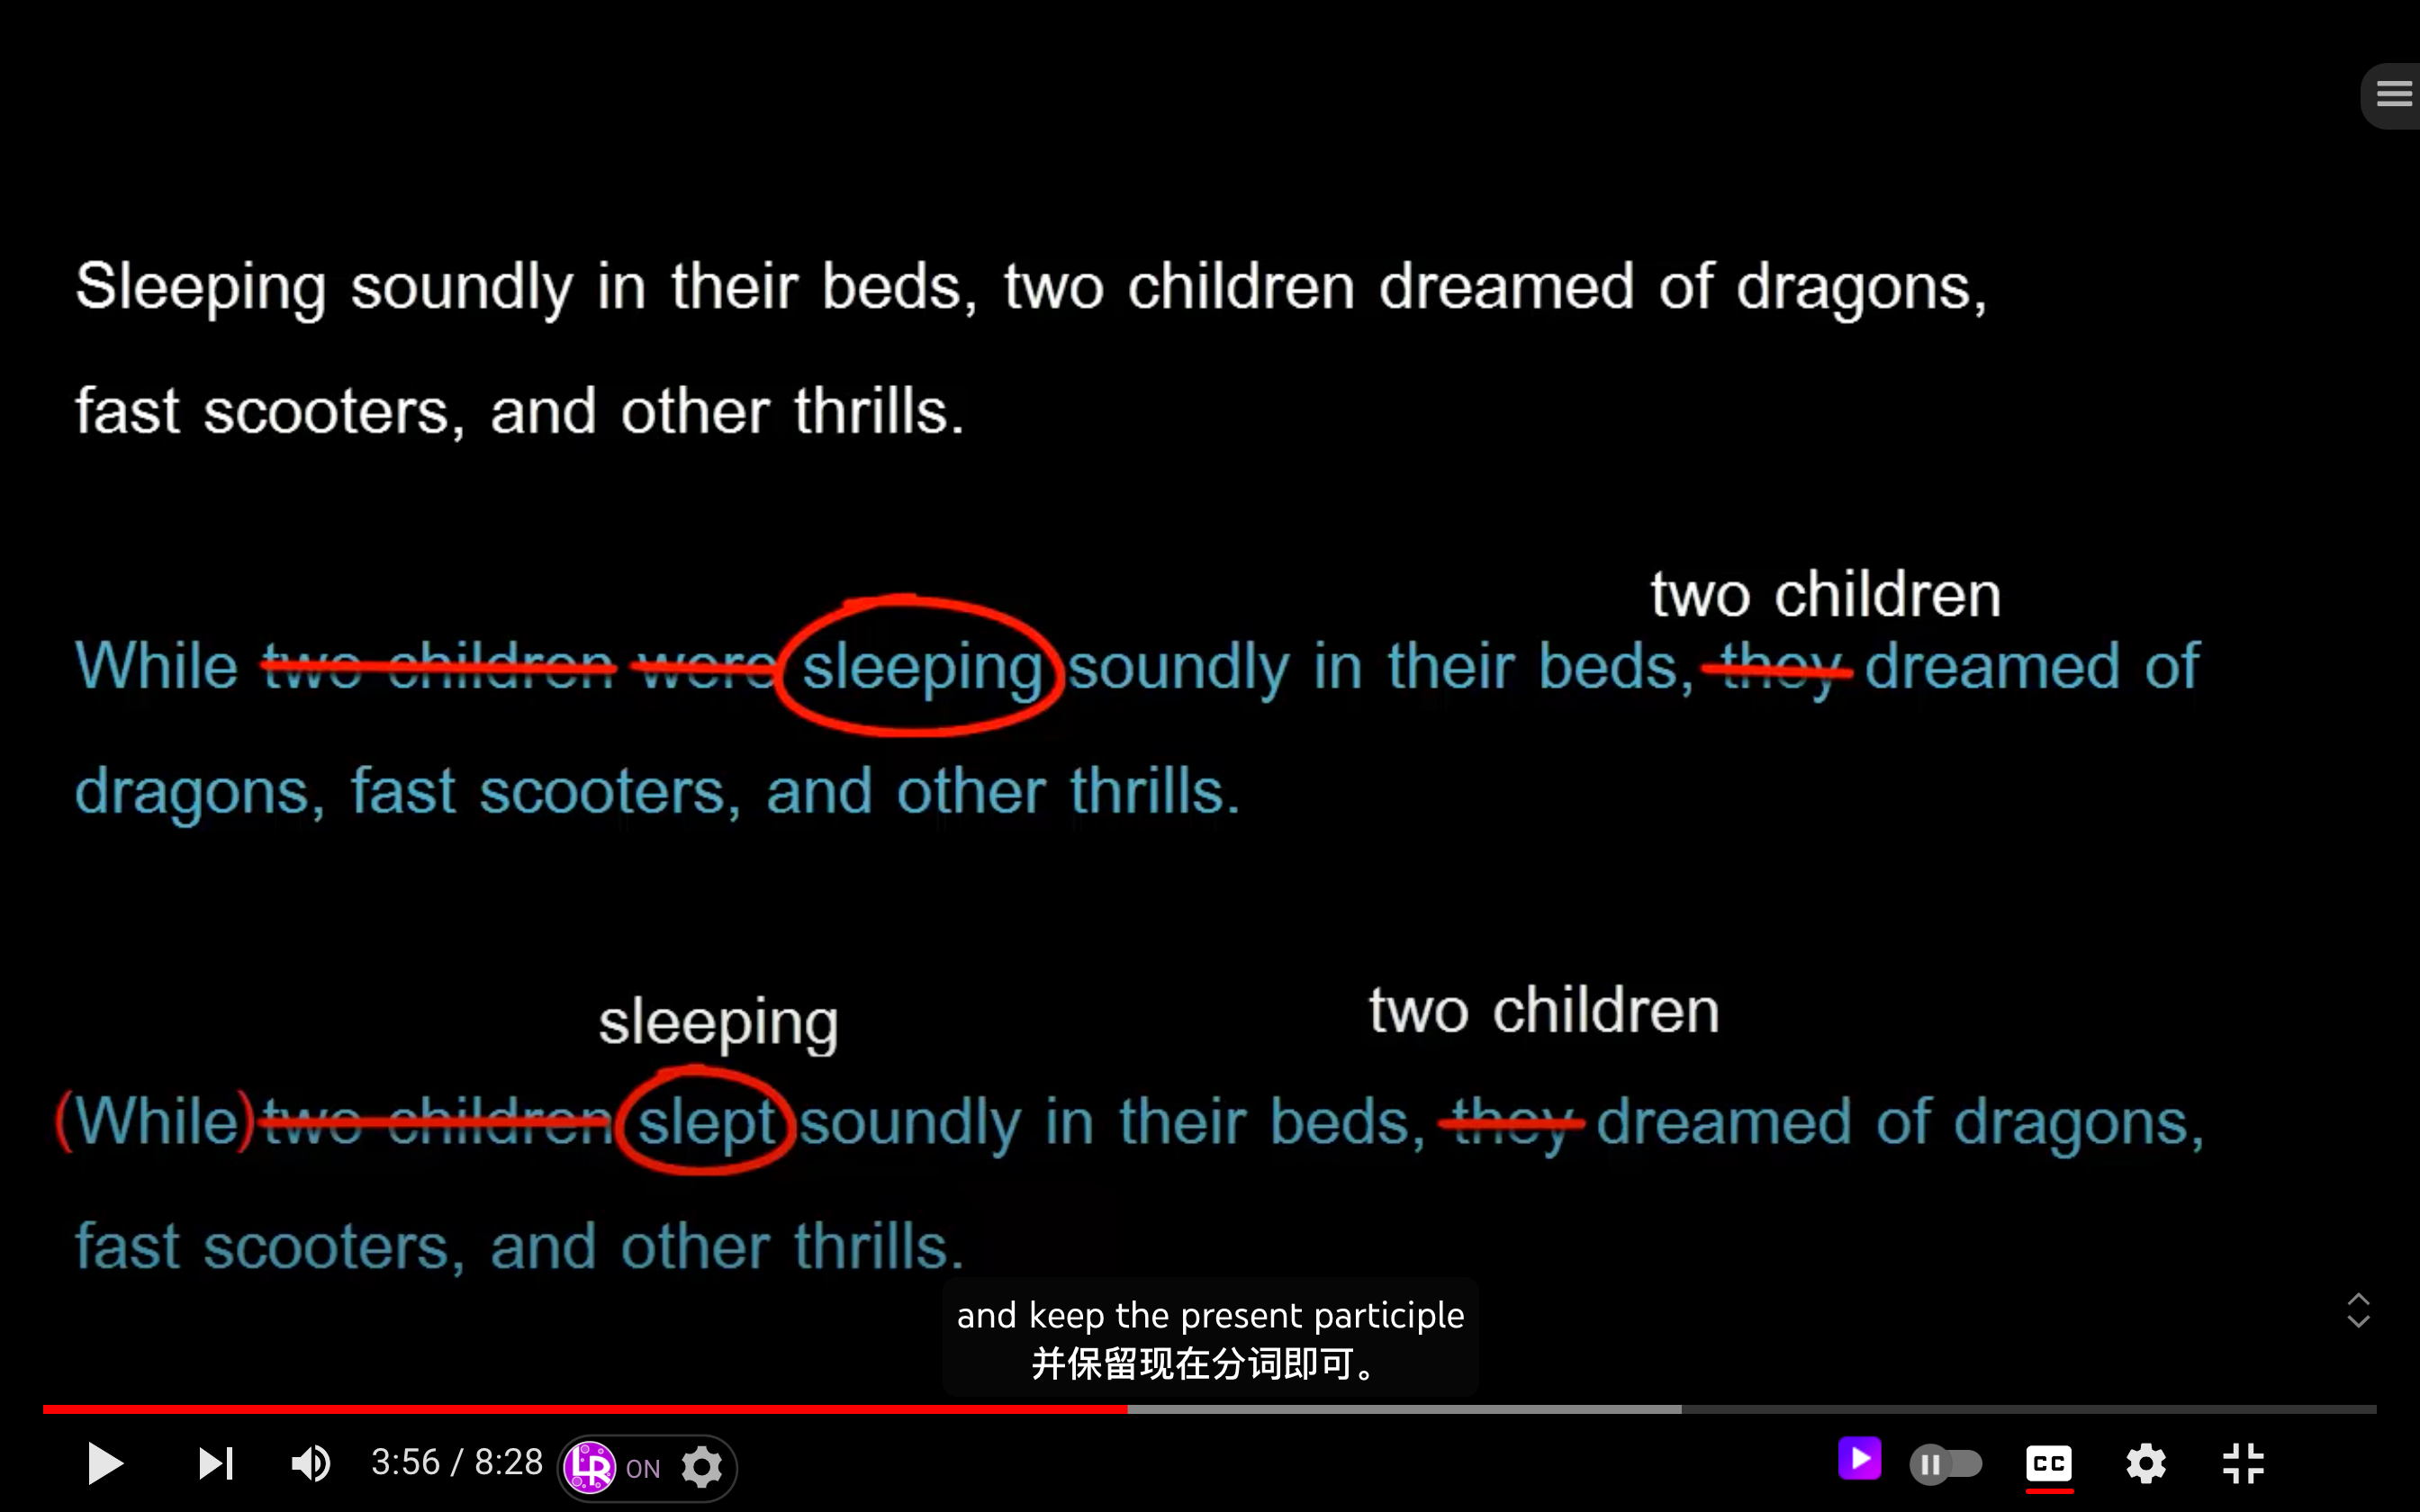 Sleeping soundly in their beds, two children dreamed of dragons,
fast scooters, and other thrills.
two children
While two children were sleeping soundly in their beds, they dreamed of
dragons, fast scooters, and other thrills.
sleeping two children
(While) two children slept soundly in their beds, they dreamed of dragons,
fast scooters, and other thrills.
and keep the present participle
并保留现在分词即可。
3:56 / 8:28 LR ON CC